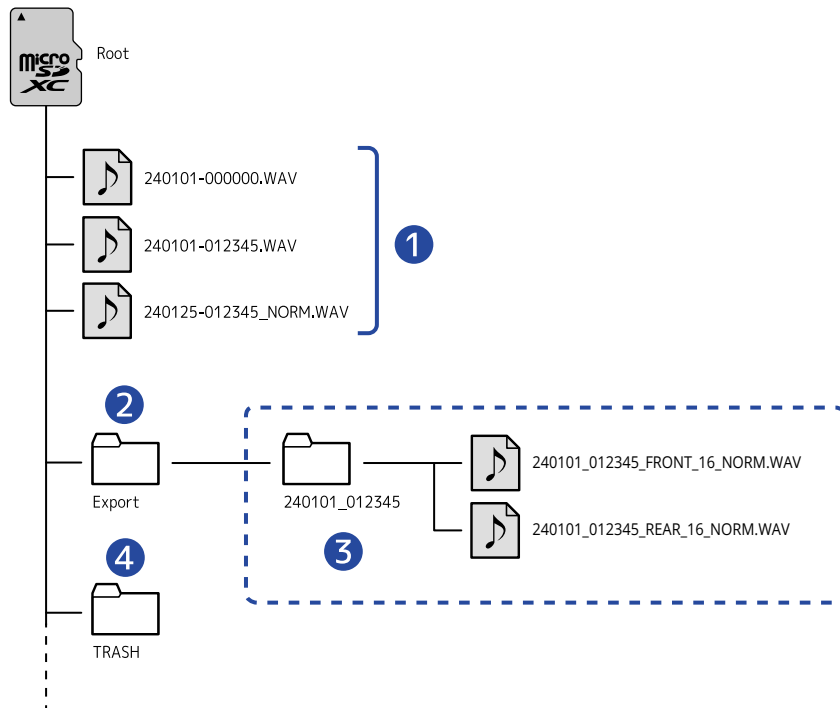 Root
micro
SD
XC
240101-000000.WAV
240101-012345.WAV
1
240125-012345_NORM.WAV
2
240101_012345_FRONT_16_NORM.WAV
Export
240101_012345
240101_012345_REAR_16_NORM.WAV
3
4
TRASH